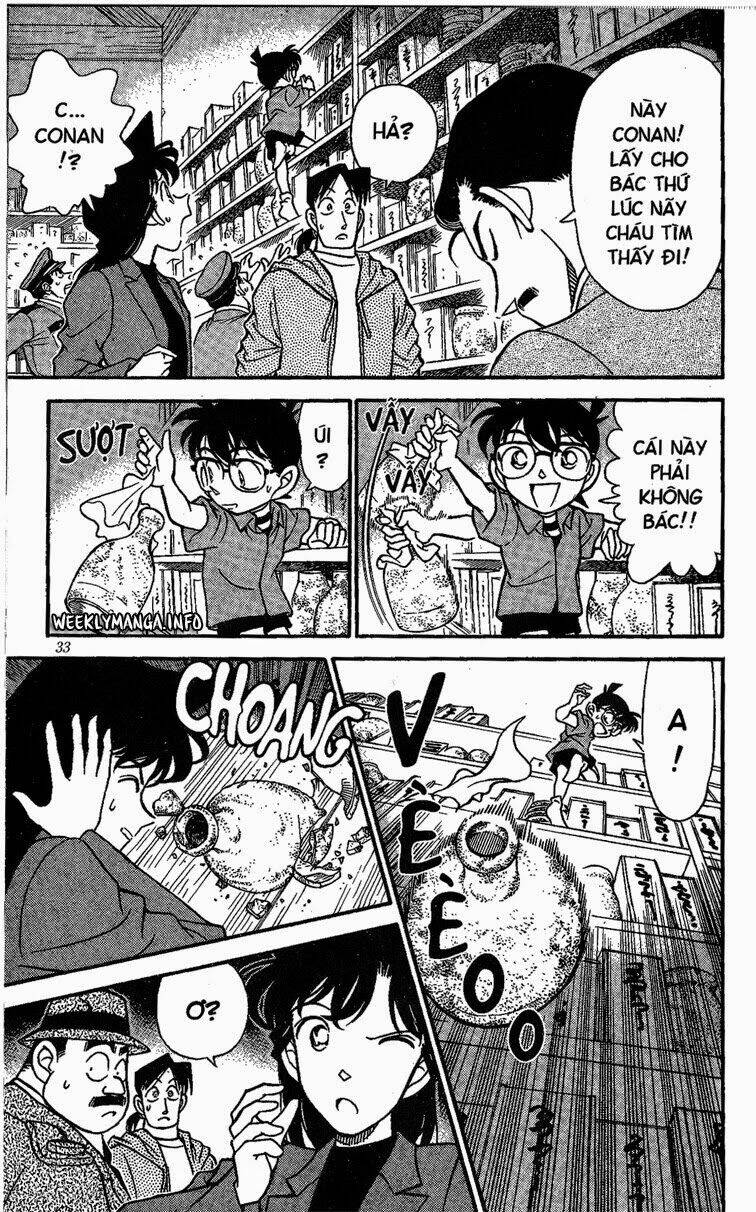 NÀY
CONAN!
LẤY CHO
BÁC THỨ
LÚC NÃY
CHÁU TÌM
THẤY ĐI!
HẢ?
C...
CONAN
!?
CÁI NÀY
PHẢI
KHÔNG
BÁC!!
VẪY
VẪY
ÚI
?
SƯỢT
WEEKLYMANGA.INFO
33
A
!
VÈÈOO
CHOANG
Ơ?